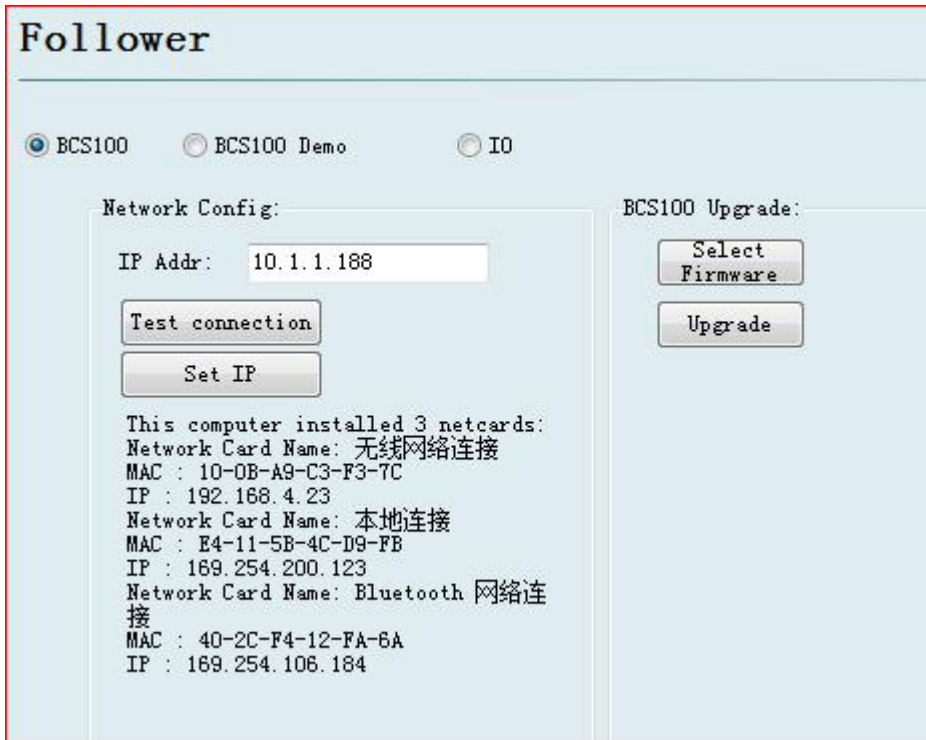 Follower
BCS100 BCS100 Demo IO
Network Config:
IP Addr: 10.1.1.188
Test connection
Set IP
This computer installed 3 netcards:
Network Card Name: 无线网络连接
MAC : 10-0B-A9-C3-F3-7C
IP : 192.168.4.23
Network Card Name: 本地连接
MAC : E4-11-5B-4C-D9-FB
IP : 169.254.200.123
Network Card Name: Bluetooth 网络连
接
MAC : 40-2C-F4-12-FA-6A
IP : 169.254.106.184
BCS100 Upgrade:
Select
Firmware
Upgrade